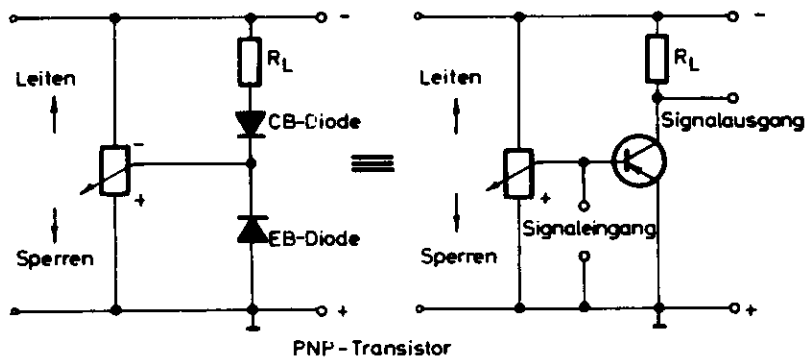 -
R_L
Leiten
CB-Diode
-
+
EB-Diode
Sperren
+
-
R_L
Leiten
Signalausgang
+
Signaleingang
Sperren
+
PNP-Transistor